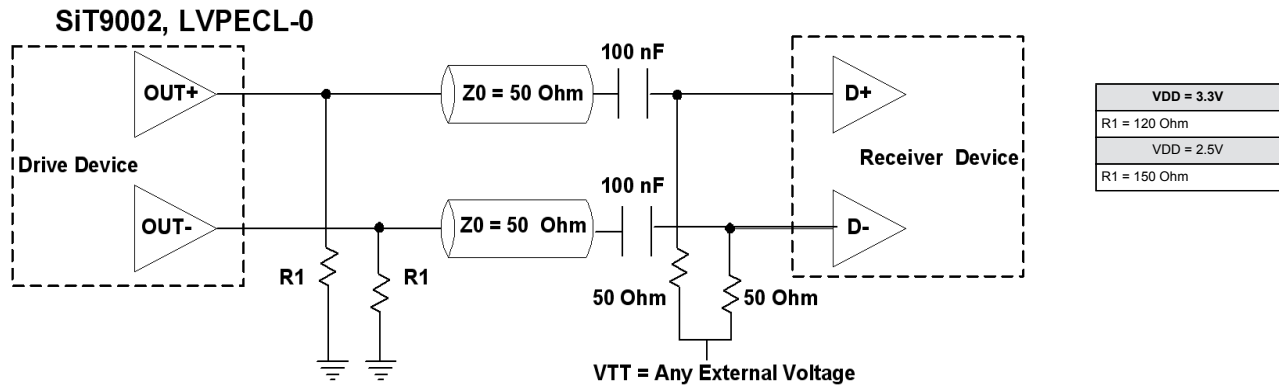 SiT9002, LVPECL-0
100 nF
OUT+
Z0 = 50 Ohm
D+
Drive Device
Receiver Device
100 nF
OUT-
Z0 = 50 Ohm
D-
R1
R1
50 Ohm
50 Ohm
VTT = Any External Voltage
VDD = 3.3V
R1 = 120 Ohm
VDD = 2.5V
R1 = 150 Ohm